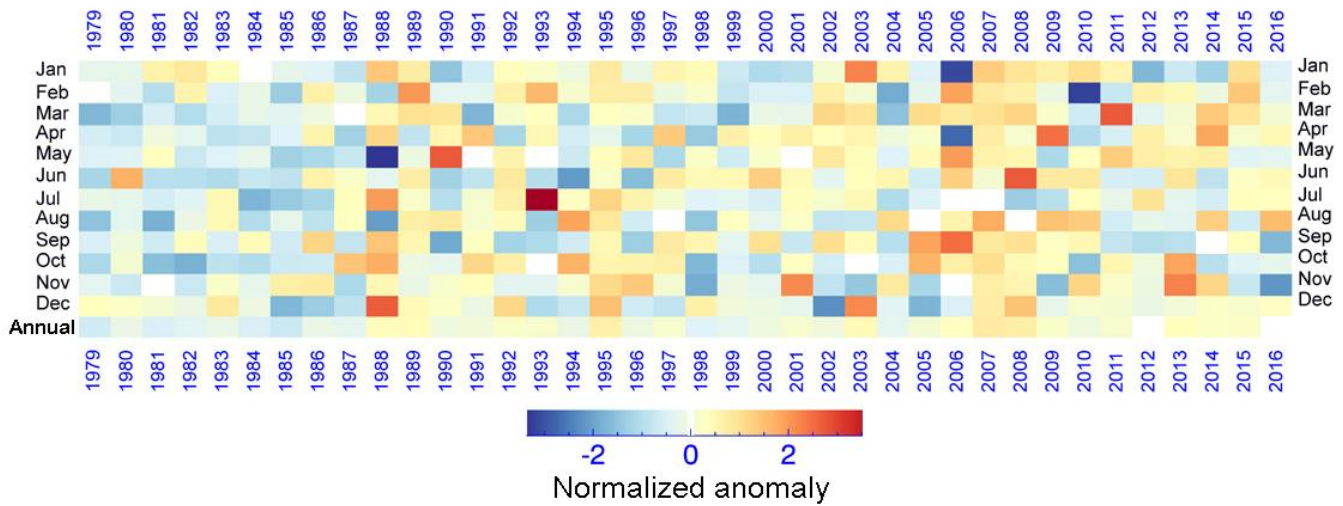 1979 1980 1981 1982 1983 1984 1985 1986 1987 1988 1989 1990 1991 1992 1993 1994 1995 1996 1997 1998 1999 2000 2001 2002 2003 2004 2005 2006 2007 2008 2009 2010 2011 2012 2013 2014 2015 2016
Jan Jan
Feb Feb
Mar Mar
Apr Apr
May May
Jun Jun
Jul Jul
Aug Aug
Sep Sep
Oct Oct
Nov Nov
Dec Dec
Annual
1979 1980 1981 1982 1983 1984 1985 1986 1987 1988 1989 1990 1991 1992 1993 1994 1995 1996 1997 1998 1999 2000 2001 2002 2003 2004 2005 2006 2007 2008 2009 2010 2011 2012 2013 2014 2015 2016
-2 0 2
Normalized anomaly